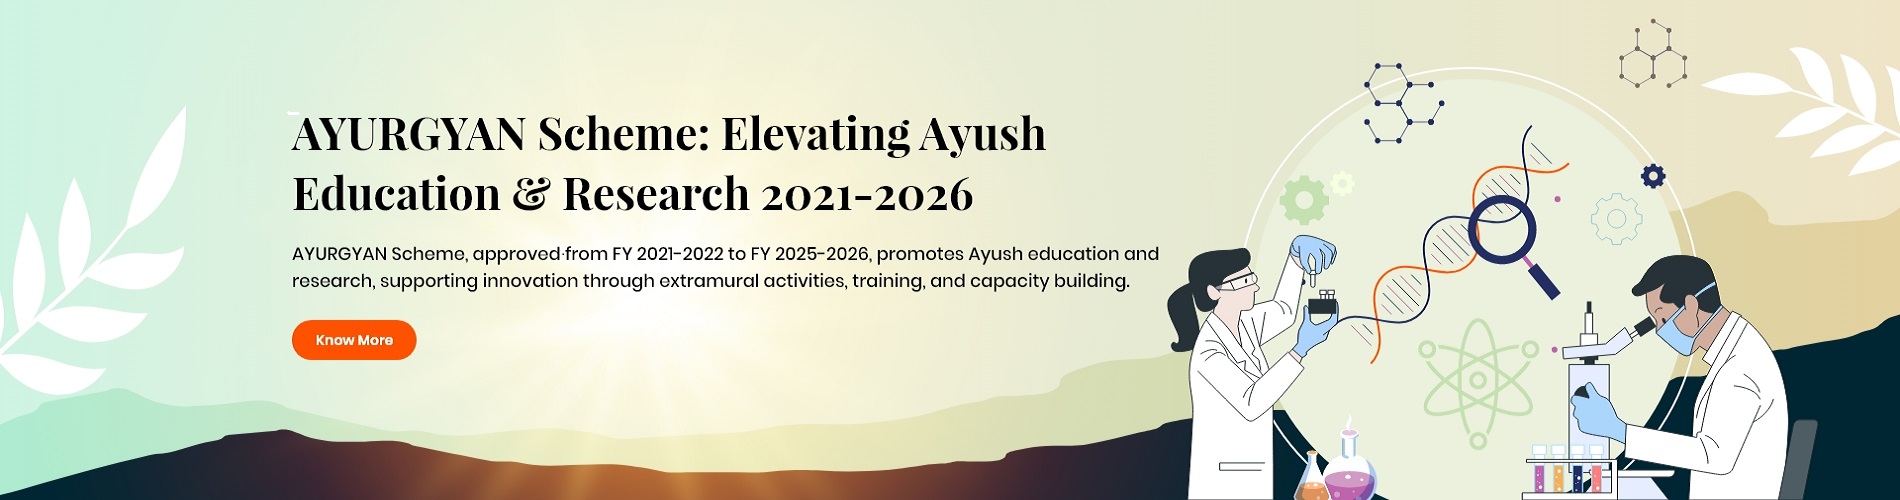 AYURGYAN Scheme: Elevating Ayush
Education & Research 2021-2026
AYURGYAN Scheme, approved from FY 2021-2022 to FY 2025-2026, promotes Ayush education and
research, supporting innovation through extramural activities, training, and capacity building.
Know More